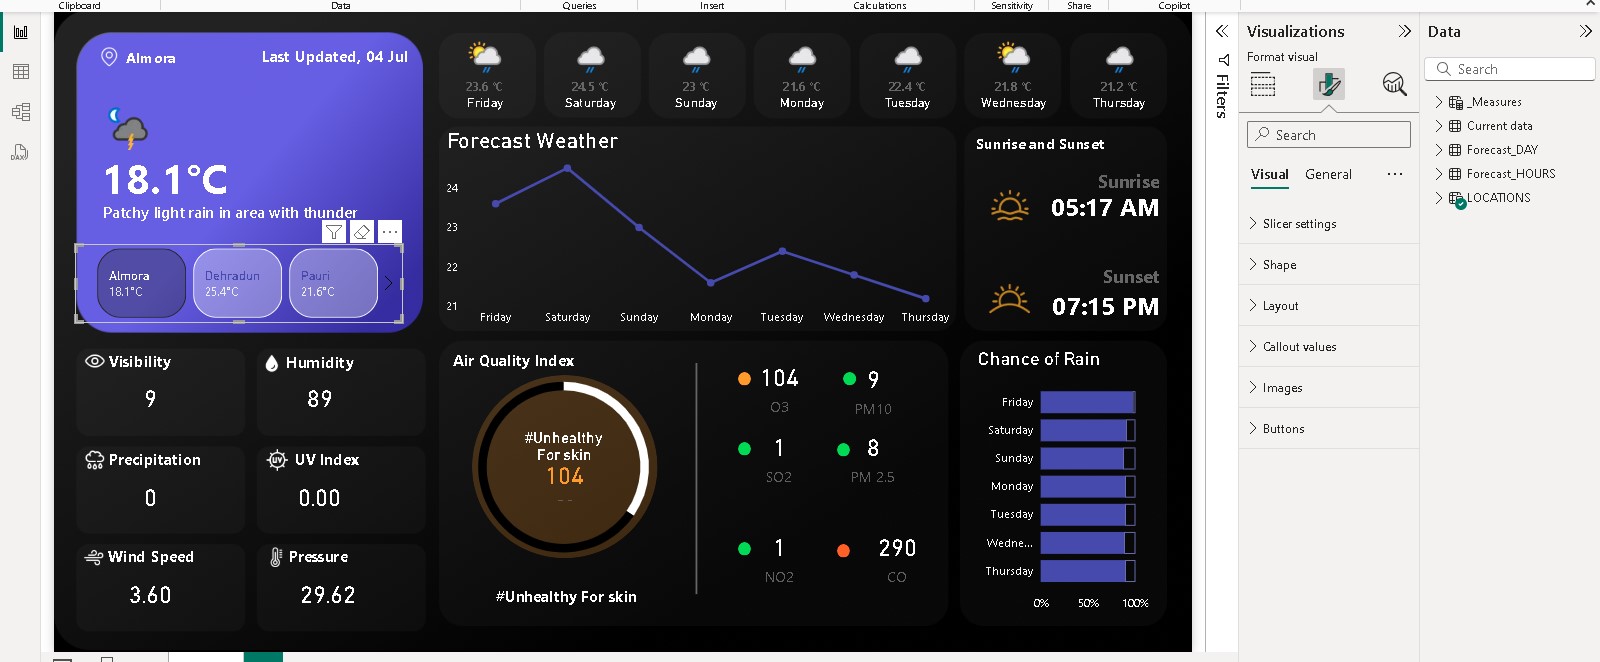 Clipboard
Data
Queries
Insert
Calculations
Sensitivity
Share
Copilot
Almora
Last Updated, 04 Jul
18.1°C
Patchy light rain in area with thunder
Almora
18.1°C
Dehradun
25.4°C
Pauri
21.6°C
23.6 °C
Friday
24.5 °C
Saturday
23 °C
Sunday
21.6 °C
Monday
22.4 °C
Tuesday
21.8 °C
Wednesday
21.2 °C
Thursday
Forecast Weather
24
23
22
21
Friday
Saturday
Sunday
Monday
Tuesday
Wednesday
Thursday
Sunrise and Sunset
Sunrise
05:17 AM
Sunset
07:15 PM
Visibility
9
Humidity
89
Precipitation
0
UV
UV Index
0.00
Wind Speed
3.60
Pressure
29.62
Air Quality Index
#Unhealthy
For skin
104
--
#Unhealthy For skin
104
O3
9
PM10
1
SO2
8
PM 2.5
1
NO2
290
CO
Chance of Rain
Friday
Saturday
Sunday
Monday
Tuesday
Wedne...
Thursday
0%
50%
100%
Filters
Visualizations
Format visual
Search
Visual
General
Slicer settings
Shape
Layout
Callout values
Images
Buttons
Data
Search
_Measures
Current data
Forecast_DAY
Forecast_HOURS
LOCATIONS